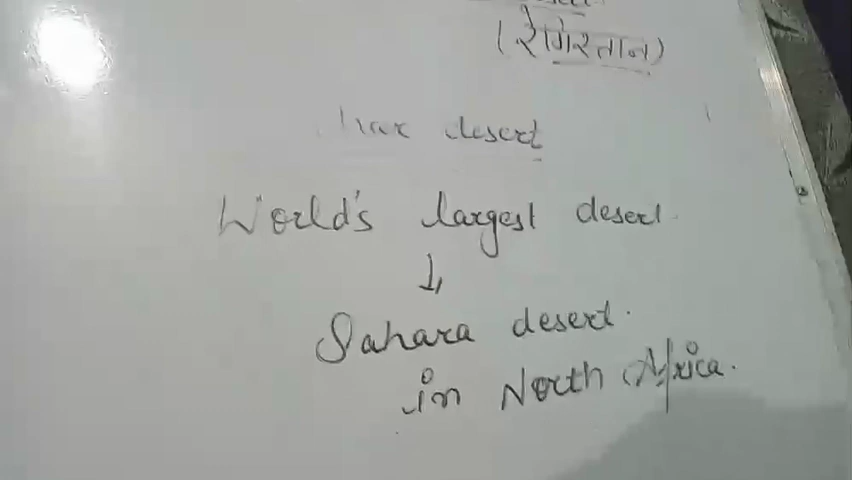 (रेगिस्तान)
desert
World's largest desert.
↓
Sahara desert.
in North Africa.